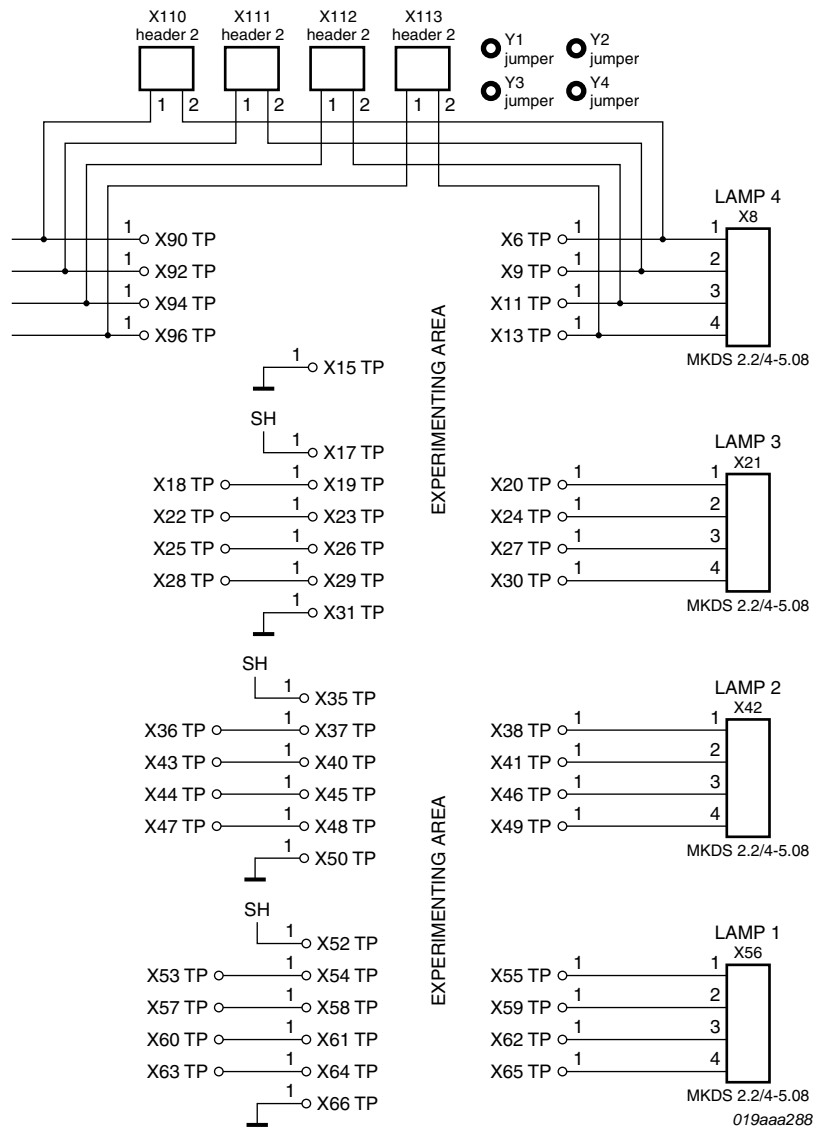 X110 X111 X112 X113
header 2 header 2 header 2 header 2
Y1 jumper Y2 jumper
Y3 jumper Y4 jumper
1 2 1 2 1 2 1 2
LAMP 4
X8
1 X90 TP X6 TP 1 1
1 X92 TP X9 TP 1 2
1 X94 TP X11 TP 1 3
1 X96 TP X13 TP 1 4
MKDS 2.2/4-5.08
1 X15 TP
EXPERIMENTING AREA
SH
1 X17 TP
LAMP 3
X21
X18 TP 1 X19 TP X20 TP 1 1
X22 TP 1 X23 TP X24 TP 1 2
X25 TP 1 X26 TP X27 TP 1 3
X28 TP 1 X29 TP X30 TP 1 4
1 X31 TP
MKDS 2.2/4-5.08
SH
1 X35 TP
LAMP 2
X42
X36 TP 1 X37 TP X38 TP 1 1
X43 TP 1 X40 TP X41 TP 1 2
X44 TP 1 X45 TP X46 TP 1 3
X47 TP 1 X48 TP X49 TP 1 4
1 X50 TP
MKDS 2.2/4-5.08
EXPERIMENTING AREA
SH
1 X52 TP
LAMP 1
X56
X53 TP 1 X54 TP X55 TP 1 1
X57 TP 1 X58 TP X59 TP 1 2
X60 TP 1 X61 TP X62 TP 1 3
X63 TP 1 X64 TP X65 TP 1 4
1 X66 TP
MKDS 2.2/4-5.08
019aaa288